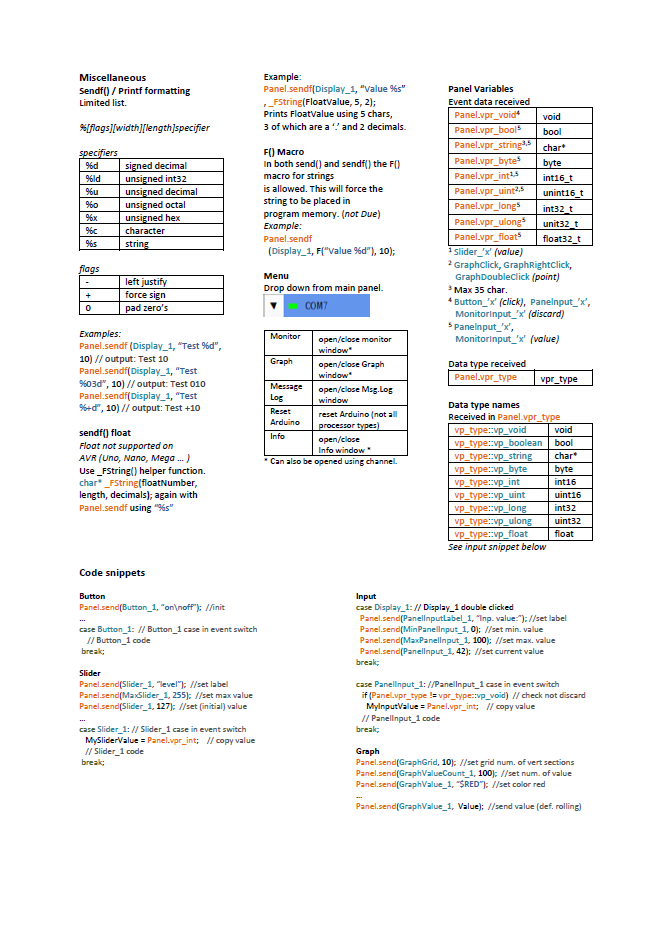 Miscellaneous
Sendf() / Printf formatting
Limited list.
%[flags][width][length]specifier
specifiers
%d signed decimal
%ld unsigned int32
%u unsigned decimal
%o unsigned octal
%x unsigned hex
%c character
%s string
flags
- left justify
+ force sign
0 pad zero's
Examples:
Panel.sendf (Display_1, “Test %d”,
10) // output: Test 10
Panel.sendf(Display_1, “Test
%03d”, 10) // output: Test 010
Panel.sendf(Display_1, “Test
%+d”, 10) // output: Test +10
sendf() float
Float not supported on
AVR (Uno, Nano, Mega ... )
Use _FString() helper function.
char* _FString(floatNumber,
length, decimals); again with
Panel.sendf using “%s”
Example:
Panel.sendf(Display_1, “Value %s”
, _FString(FloatValue, 5, 2);
Prints FloatValue using 5 chars,
3 of which are a ‘.’ and 2 decimals.
F() Macro
In both send() and sendf() the F()
macro for strings
is allowed. This will force the
string to be placed in
program memory. (not Due)
Example:
Panel.sendf
(Display_1, F(“Value %d”), 10);
Menu
Drop down from main panel.
▼ COM7
Monitor open/close monitor
window*
Graph open/close Graph
window*
Message open/close Msg.Log
Log window
Reset reset Arduino (not all
Arduino processor types)
Info open/close
Info window *
* Can also be opened using channel.
Panel Variables
Event data received
Panel.vpr_void⁴ void
Panel.vpr_bool⁵ bool
Panel.vpr_string³,⁵ char*
Panel.vpr_byte⁵ byte
Panel.vpr_int¹,⁵ int16_t
Panel.vpr_uint²,⁵ unint16_t
Panel.vpr_long⁵ int32_t
Panel.vpr_ulong⁵ unit32_t
Panel.vpr_float⁵ float32_t
¹ Slider_’x’ (value)
² GraphClick, GraphRightClick,
GraphDoubleClick (point)
³ Max 35 char.
⁴ Button_’x’ (click), PaneInput_’x’,
MonitorInput_’x’ (discard)
⁵ PaneInput_’x’,
MonitorInput_’x’ (value)
Data type received
Panel.vpr_type vpr_type
Data type names
Received in Panel.vpr_type
vp_type::vp_void void
vp_type::vp_boolean bool
vp_type::vp_string char*
vp_type::vp_byte byte
vp_type::vp_int int16
vp_type::vp_uint uint16
vp_type::vp_long int32
vp_type::vp_ulong uint32
vp_type::vp_float float
See input snippet below
Code snippets
Button
Panel.send(Button_1, “on\noff”); //init
...
case Button_1: // Button_1 case in event switch
// Button_1 code
break;
Slider
Panel.send(Slider_1, “level”); //set label
Panel.send(MaxSlider_1, 255); //set max value
Panel.send(Slider_1, 127); //set (initial) value
...
case Slider_1: // Slider_1 case in event switch
MySliderValue = Panel.vpr_int; // copy value
// Slider_1 code
break;
Input
case Display_1: // Display_1 double clicked
Panel.send(PanelInputLabel_1, “Inp. value:”); //set label
Panel.send(MinPanelInput_1, 0); //set min. value
Panel.send(MaxPanelInput_1, 100); //set max. value
Panel.send(PanelInput_1, 42); //set current value
break;
case PanelInput_1: //PanelInput_1 case in event switch
if (Panel.vpr_type != vpr_type::vp_void) // check not discard
MyInputValue = Panel.vpr_int; // copy value
// PanelInput_1 code
break;
Graph
Panel.send(GraphGrid, 10); //set grid num. of vert sections
Panel.send(GraphValueCount_1, 100); //set num. of value
Panel.send(GraphValue_1, “$RED”); //set color red
...
Panel.send(GraphValue_1, Value); //send value (def. rolling)